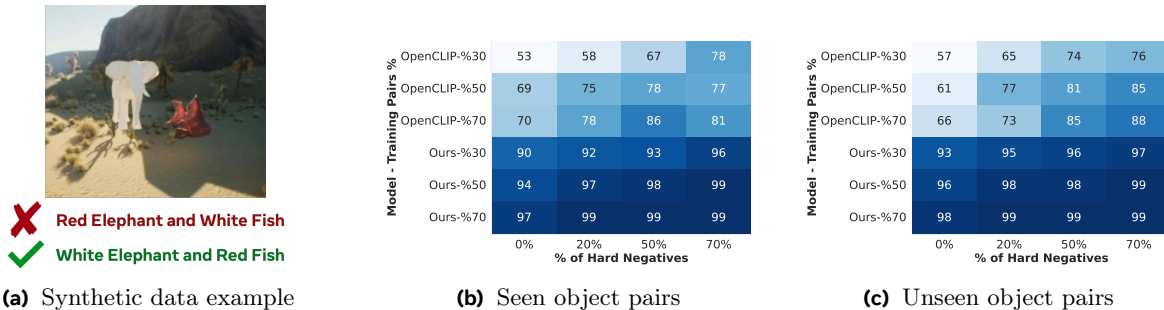 Red Elephant and White Fish
White Elephant and Red Fish
(a) Synthetic data example
Model - Training Pairs %
OpenCLIP-%30 53 58 67 78
OpenCLIP-%50 69 75 78 77
OpenCLIP-%70 70 78 86 81
Ours-%30 90 92 93 96
Ours-%50 94 97 98 99
Ours-%70 97 99 99 99
0% 20% 50% 70%
% of Hard Negatives
(b) Seen object pairs
Model - Training Pairs %
OpenCLIP-%30 57 65 74 76
OpenCLIP-%50 61 77 81 85
OpenCLIP-%70 66 73 85 88
Ours-%30 93 95 96 97
Ours-%50 96 98 98 99
Ours-%70 98 99 99 99
0% 20% 50% 70%
% of Hard Negatives
(c) Unseen object pairs